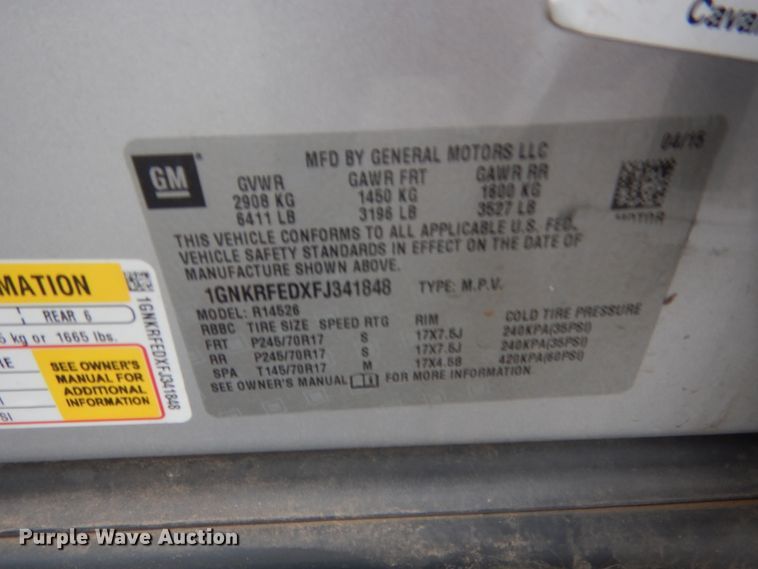 Cava
GM
MFD BY GENERAL MOTORS LLC 04/15
GVWR GAWR FRT GAWR RR
2908 KG 1450 KG 1600 KG
6411 LB 3196 LB 3527 LB
MOTOR
THIS VEHICLE CONFORMS TO ALL APPLICABLE U.S. FED.
VEHICLE SAFETY STANDARDS IN EFFECT ON THE DATE OF
MANUFACTURE SHOWN ABOVE.
1GNKRFEDXFJ341848 TYPE: M.P.V.
MODEL: R14526
RBBC TIRE SIZE SPEED RTG RIM COLD TIRE PRESSURE
FRT P245/70R17 S 17X7.5J 240KPA(35PSI)
RR P245/70R17 S 17X7.5J 240KPA(35PSI)
SPA T145/70R17 M 17X4.5B 420KPA(60PSI)
SEE OWNER'S MANUAL FOR MORE INFORMATION
MATION
REAR 6
kg or 1665 lbs.
RE
SEE OWNER'S
MANUAL FOR
ADDITIONAL
INFORMATION
SI
1GNKRFEDXFJ341848
Purple Wave Auction